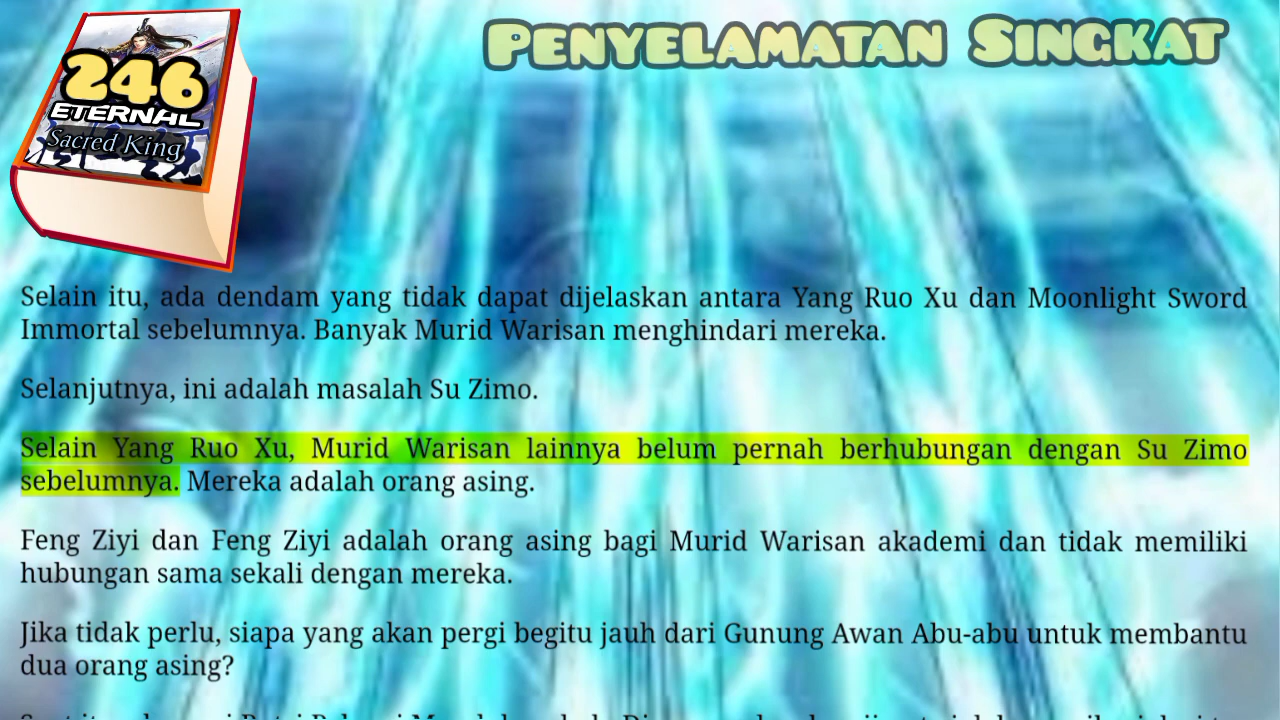 Penyelamatan Singkat
246
ETERNAL
Sacred King
Selain itu, ada dendam yang tidak dapat dijelaskan antara Yang Ruo Xu dan Moonlight Sword
Immortal sebelumnya. Banyak Murid Warisan menghindari mereka.
Selanjutnya, ini adalah masalah Su Zimo.
Selain Yang Ruo Xu, Murid Warisan lainnya belum pernah berhubungan dengan Su Zimo
sebelumnya. Mereka adalah orang asing.
Feng Ziyi dan Feng Ziyi adalah orang asing bagi Murid Warisan akademi dan tidak memiliki
hubungan sama sekali dengan mereka.
Jika tidak perlu, siapa yang akan pergi begitu jauh dari Gunung Awan Abu-abu untuk membantu
dua orang asing?